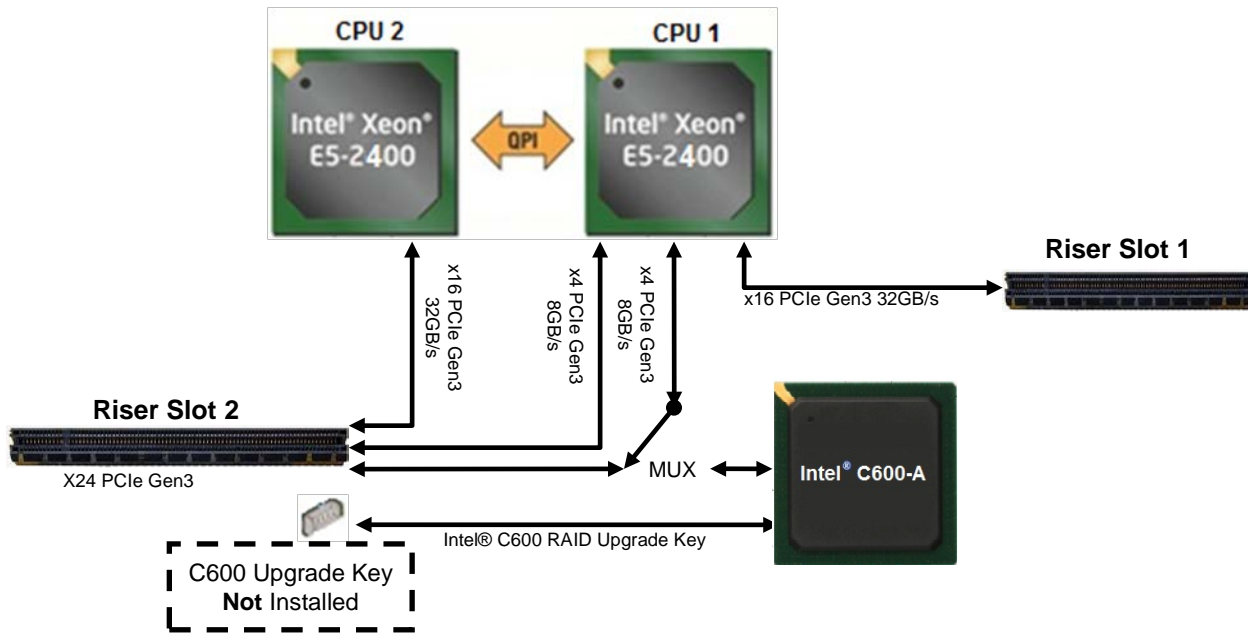 CPU 2
CPU 1
Intel® Xeon®
E5-2400
QPI
Intel® Xeon®
E5-2400
x16 PCIe Gen3
32GB/s
x4 PCIe Gen3
8GB/s
x4 PCIe Gen3
8GB/s
Riser Slot 1
x16 PCIe Gen3 32GB/s
Riser Slot 2
X24 PCIe Gen3
MUX
Intel® C600-A
Intel® C600 RAID Upgrade Key
C600 Upgrade Key
Not Installed